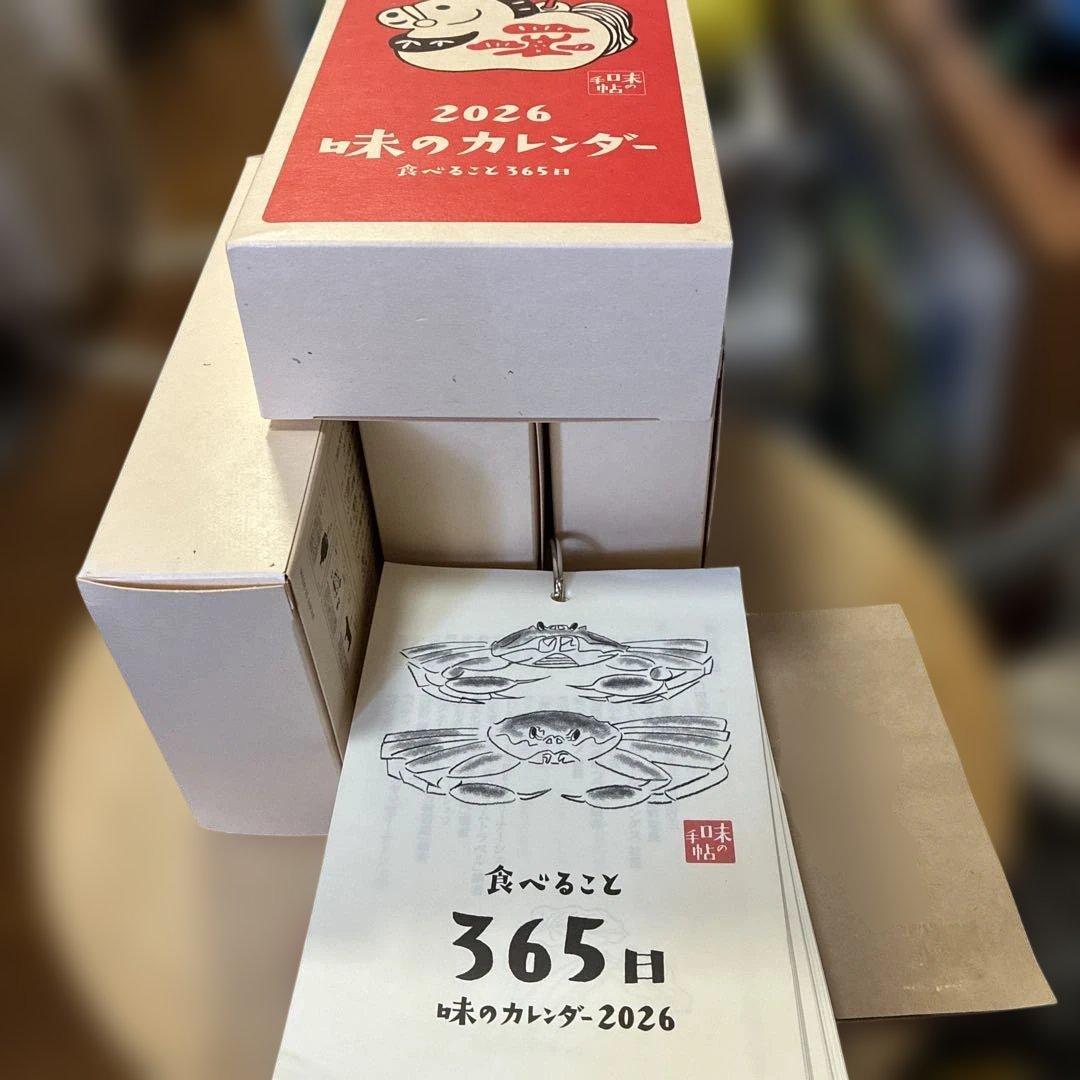 味の
手帖
2026
味のカレンダー
食べること365日
味の
手帖
食べること
365日
味のカレンダー2026